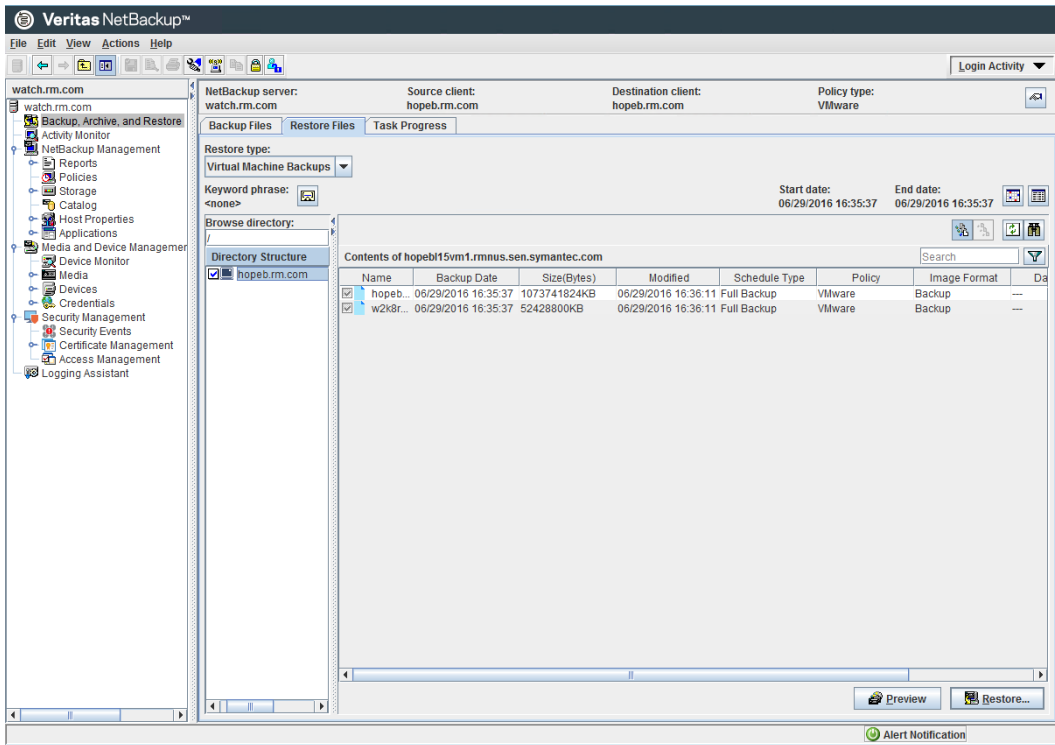 Veritas NetBackup™
File Edit View Actions Help
Login Activity
watch.rm.com
watch.rm.com
Backup, Archive, and Restore
Activity Monitor
NetBackup Management
Reports
Policies
Storage
Catalog
Host Properties
Applications
Media and Device Managemer
Device Monitor
Media
Devices
Credentials
Security Management
Security Events
Certificate Management
Access Management
Logging Assistant
NetBackup server: Source client: Destination client: Policy type:
watch.rm.com hopeb.rm.com hopeb.rm.com VMware
Backup Files Restore Files Task Progress
Restore type:
Virtual Machine Backups
Keyword phrase: Start date: End date:
<none> 06/29/2016 16:35:37 06/29/2016 16:35:37
Browse directory:
/
Directory Structure
hopeb.rm.com
Contents of hopebl15vm1.rmnus.sen.symantec.com Search
Name Backup Date Size(Bytes) Modified Schedule Type Policy Image Format Da
hopeb... 06/29/2016 16:35:37 1073741824KB 06/29/2016 16:36:11 Full Backup VMware Backup ---
w2k8r... 06/29/2016 16:35:37 52428800KB 06/29/2016 16:36:11 Full Backup VMware Backup ---
Preview Restore...
Alert Notification